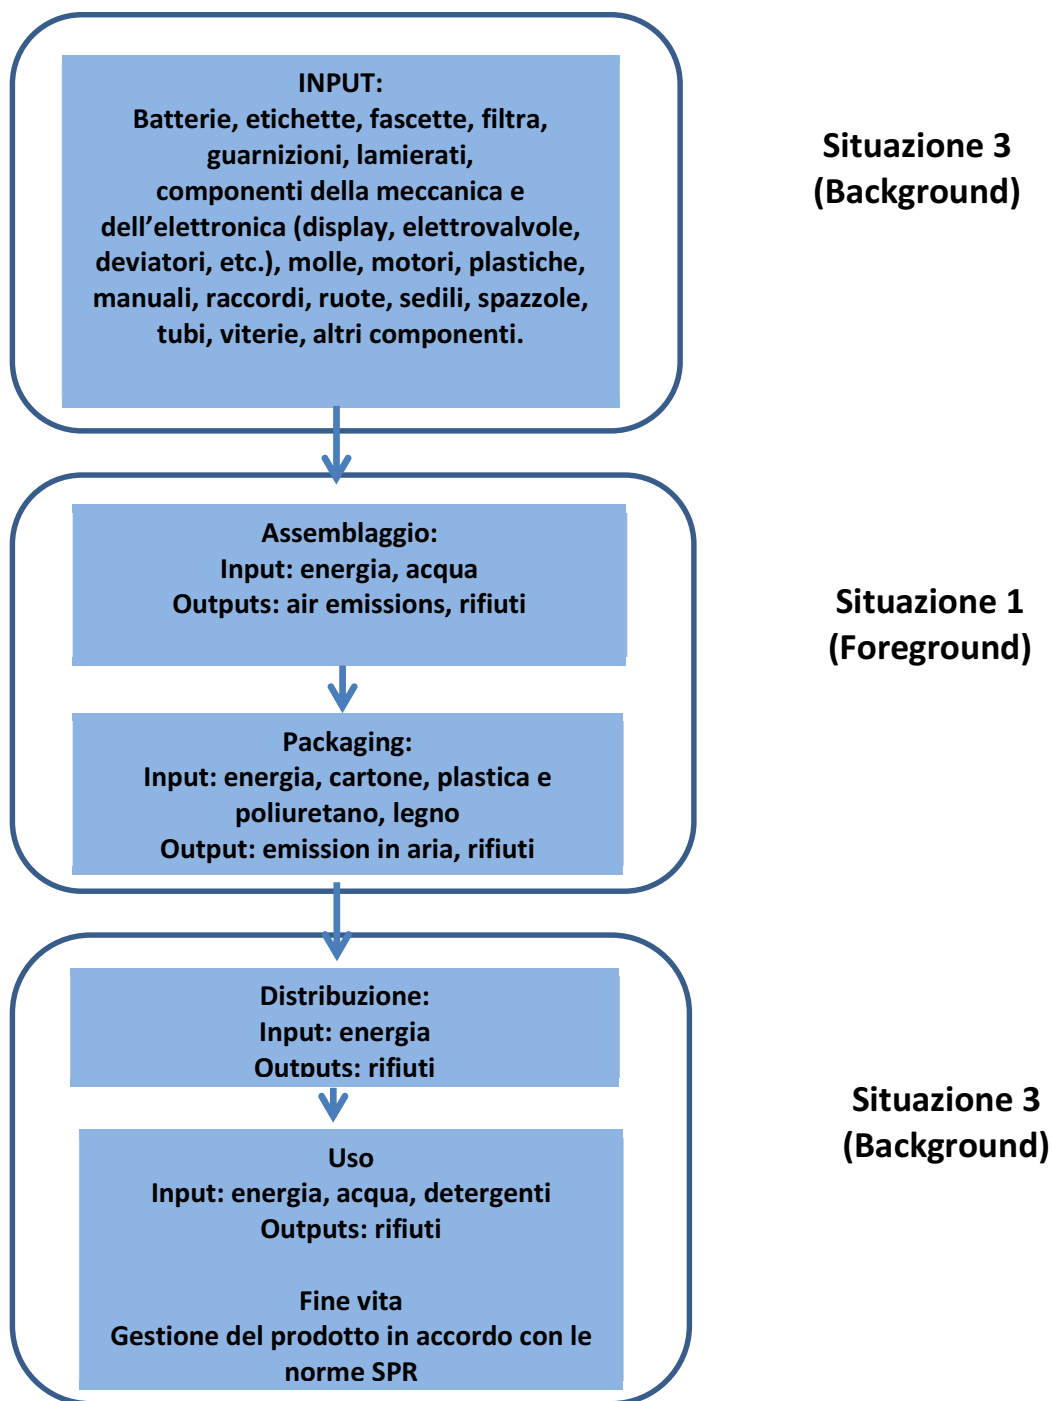 INPUT:
Batterie, etichette, fascette, filtra,
guarnizioni, lamierati,
componenti della meccanica e
dell’elettronica (display, elettrovalvole,
deviatori, etc.), molle, motori, plastiche,
manuali, raccordi, ruote, sedili, spazzole,
tubi, viterie, altri componenti.
Situazione 3
(Background)
Assemblaggio:
Input: energia, acqua
Outputs: air emissions, rifiuti
Situazione 1
(Foreground)
Packaging:
Input: energia, cartone, plastica e
poliuretano, legno
Output: emission in aria, rifiuti
Distribuzione:
Input: energia
Outputs: rifiuti
Situazione 3
(Background)
Uso
Input: energia, acqua, detergenti
Outputs: rifiuti
Fine vita
Gestione del prodotto in accordo con le
norme SPR